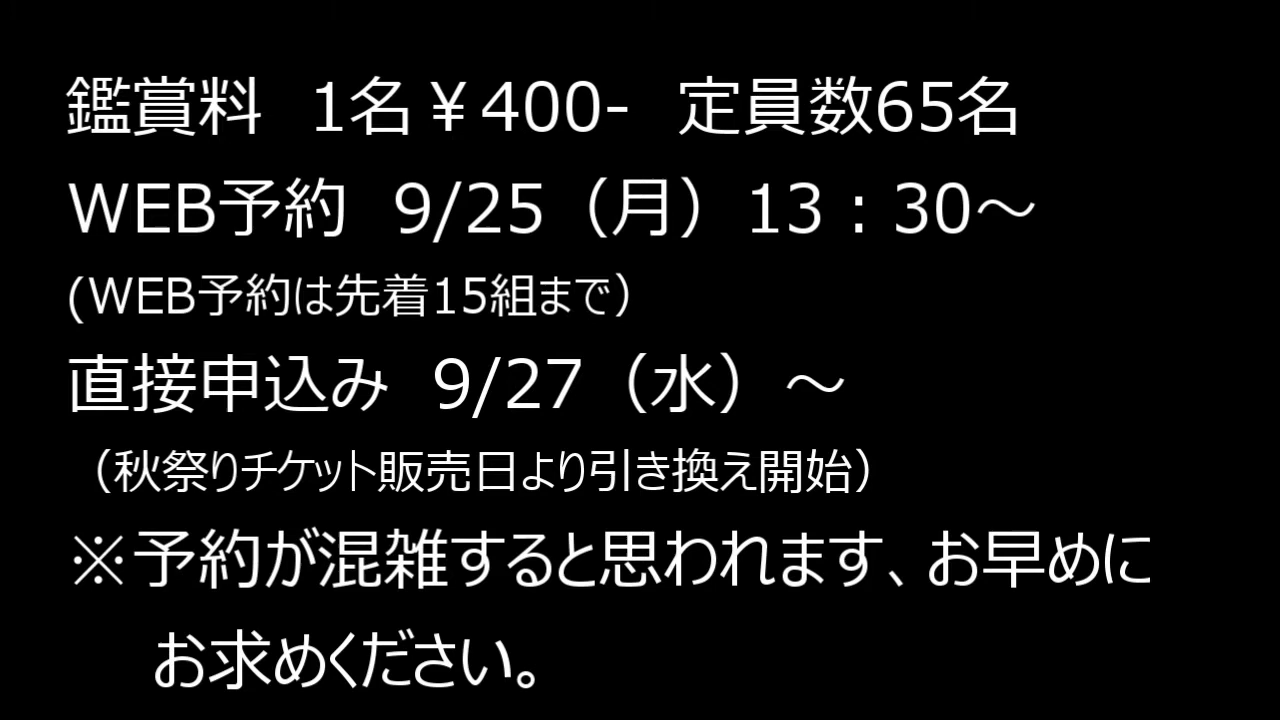 鑑賞料　1名￥400-　定員数65名
WEB予約　9/25（月）13：30～
(WEB予約は先着15組まで）
直接申込み　9/27（水）～
（秋祭りチケット販売日より引き換え開始）
※予約が混雑すると思われます、お早めに
お求めください。